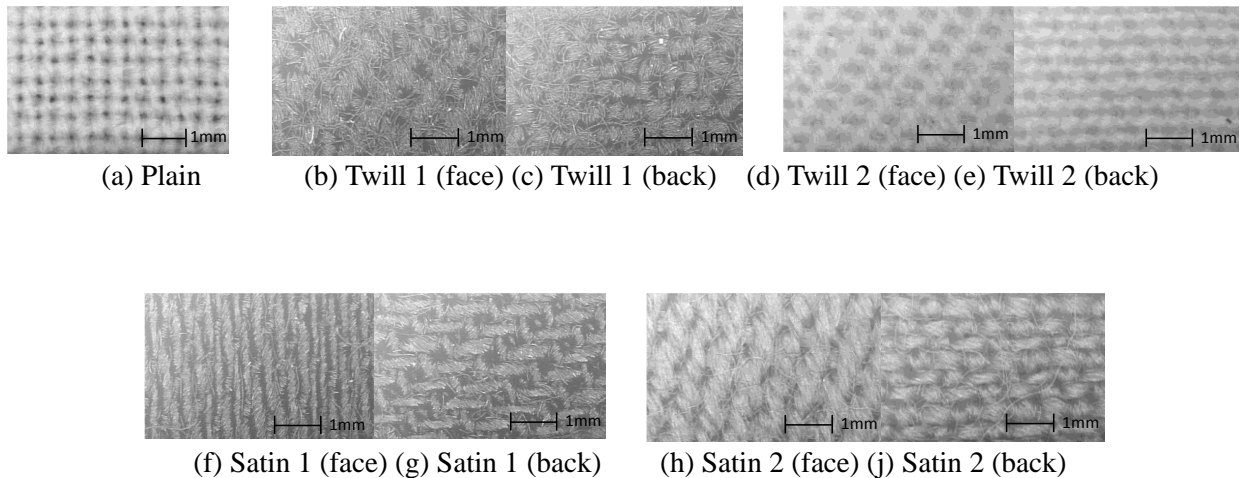 1mm 1mm 1mm 1mm 1mm
(a) Plain (b) Twill 1 (face) (c) Twill 1 (back) (d) Twill 2 (face) (e) Twill 2 (back)
1mm 1mm 1mm 1mm
(f) Satin 1 (face) (g) Satin 1 (back) (h) Satin 2 (face) (j) Satin 2 (back)